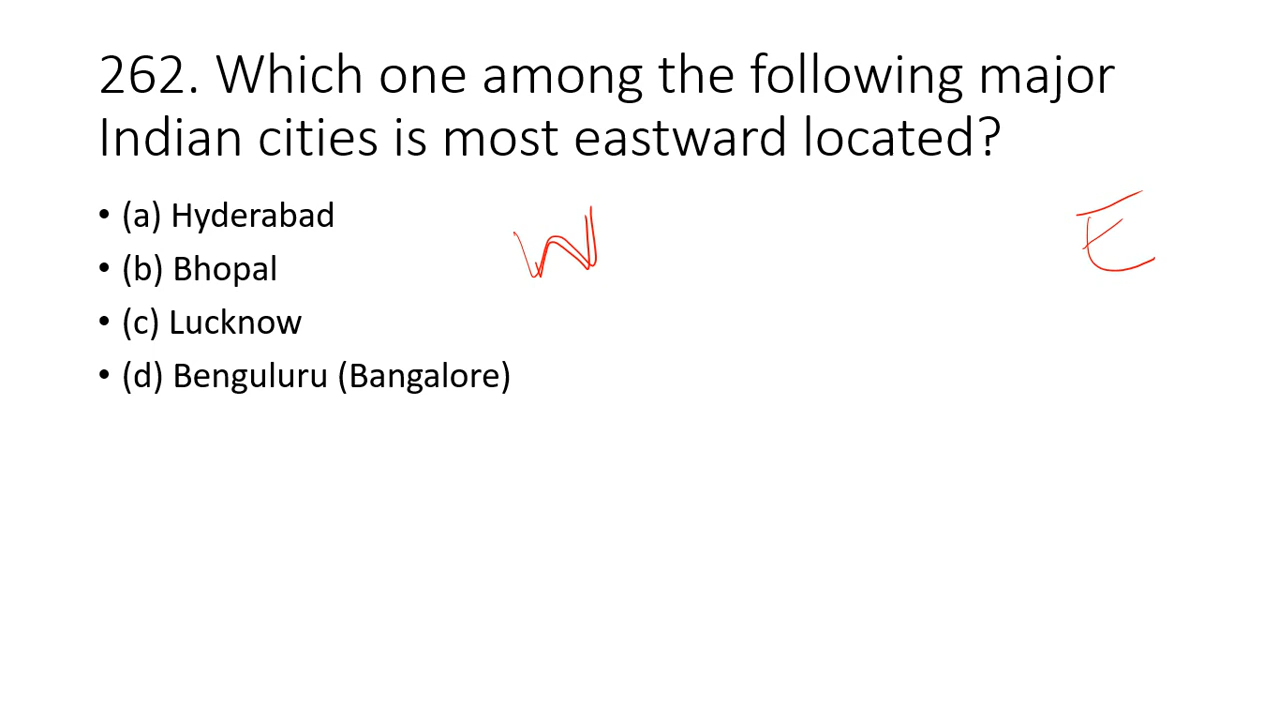 262. Which one among the following major
Indian cities is most eastward located?
• (a) Hyderabad
W
E
• (b) Bhopal
• (c) Lucknow
• (d) Benguluru (Bangalore)